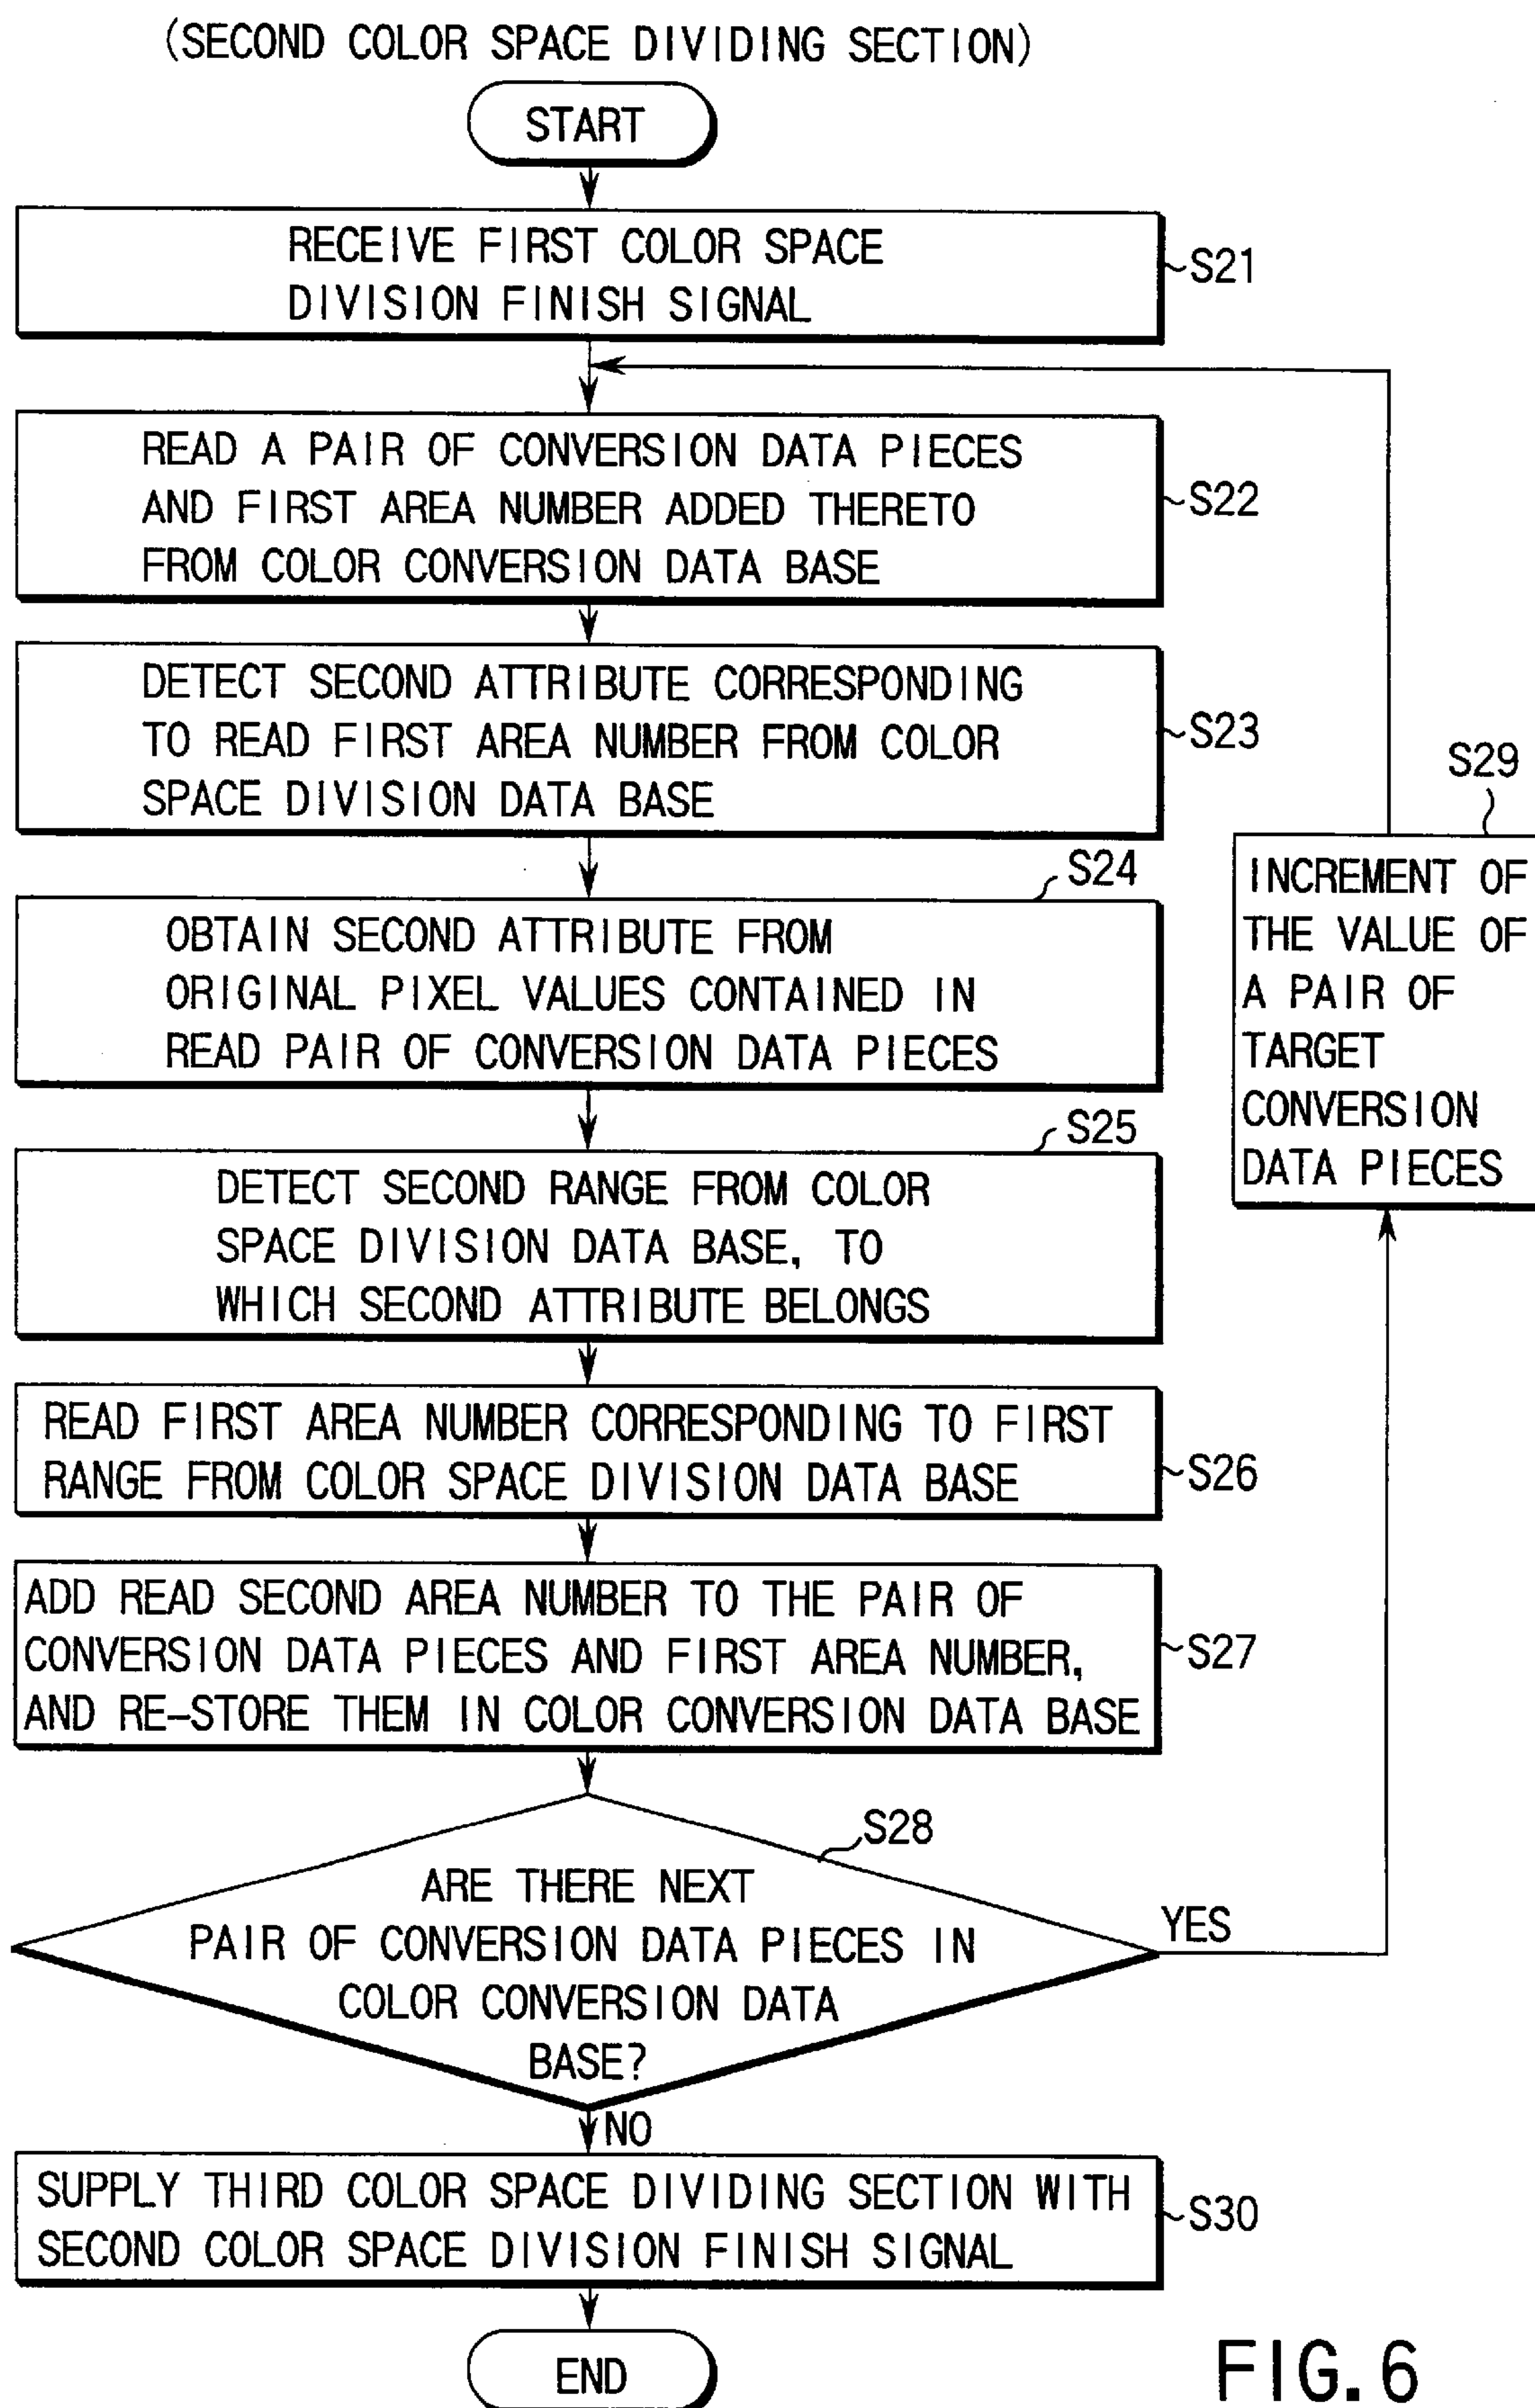 (SECOND COLOR SPACE DIVIDING SECTION)
START
RECEIVE FIRST COLOR SPACE
DIVISION FINISH SIGNAL
S21
READ A PAIR OF CONVERSION DATA PIECES
AND FIRST AREA NUMBER ADDED THERETO
FROM COLOR CONVERSION DATA BASE
S22
DETECT SECOND ATTRIBUTE CORRESPONDING
TO READ FIRST AREA NUMBER FROM COLOR
SPACE DIVISION DATA BASE
S23
S24
OBTAIN SECOND ATTRIBUTE FROM
ORIGINAL PIXEL VALUES CONTAINED IN
READ PAIR OF CONVERSION DATA PIECES
S25
DETECT SECOND RANGE FROM COLOR
SPACE DIVISION DATA BASE, TO
WHICH SECOND ATTRIBUTE BELONGS
READ FIRST AREA NUMBER CORRESPONDING TO FIRST
RANGE FROM COLOR SPACE DIVISION DATA BASE
S26
ADD READ SECOND AREA NUMBER TO THE PAIR OF
CONVERSION DATA PIECES AND FIRST AREA NUMBER,
AND RE-STORE THEM IN COLOR CONVERSION DATA BASE
S27
S28
ARE THERE NEXT
PAIR OF CONVERSION DATA PIECES IN
COLOR CONVERSION DATA
BASE?
YES
S29
INCREMENT OF
THE VALUE OF
A PAIR OF
TARGET
CONVERSION
DATA PIECES
NO
SUPPLY THIRD COLOR SPACE DIVIDING SECTION WITH
SECOND COLOR SPACE DIVISION FINISH SIGNAL
S30
END
FIG. 6